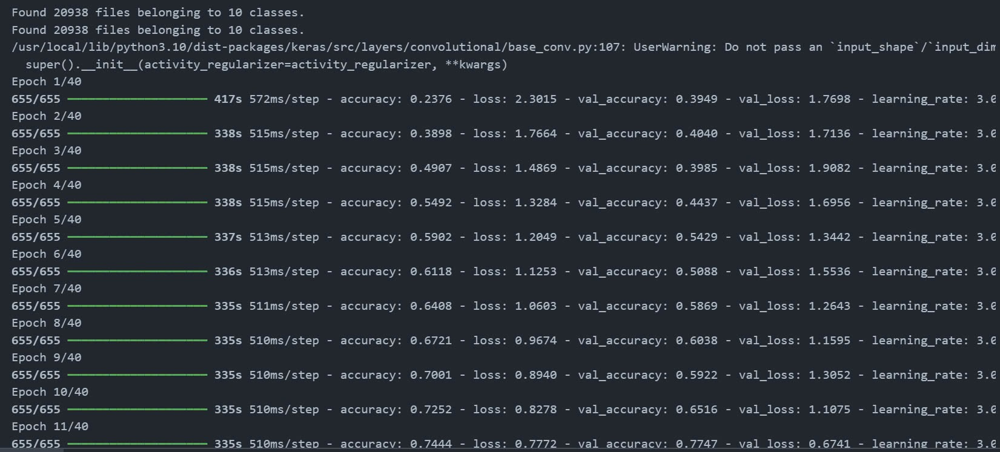 Found 20938 files belonging to 10 classes.
Found 20938 files belonging to 10 classes.
/usr/local/lib/python3.10/dist-packages/keras/src/layers/convolutional/base_conv.py:107: UserWarning: Do not pass an `input_shape`/`input_dim
  super().__init__(activity_regularizer=activity_regularizer, **kwargs)
Epoch 1/40
655/655 ━━━━━━━━━━━━━━━━━━━━ 417s 572ms/step - accuracy: 0.2376 - loss: 2.3015 - val_accuracy: 0.3949 - val_loss: 1.7698 - learning_rate: 3.0
Epoch 2/40
655/655 ━━━━━━━━━━━━━━━━━━━━ 338s 515ms/step - accuracy: 0.3898 - loss: 1.7664 - val_accuracy: 0.4040 - val_loss: 1.7136 - learning_rate: 3.0
Epoch 3/40
655/655 ━━━━━━━━━━━━━━━━━━━━ 338s 515ms/step - accuracy: 0.4907 - loss: 1.4869 - val_accuracy: 0.3985 - val_loss: 1.9082 - learning_rate: 3.0
Epoch 4/40
655/655 ━━━━━━━━━━━━━━━━━━━━ 338s 515ms/step - accuracy: 0.5492 - loss: 1.3284 - val_accuracy: 0.4437 - val_loss: 1.6956 - learning_rate: 3.0
Epoch 5/40
655/655 ━━━━━━━━━━━━━━━━━━━━ 337s 513ms/step - accuracy: 0.5902 - loss: 1.2049 - val_accuracy: 0.5429 - val_loss: 1.3442 - learning_rate: 3.0
Epoch 6/40
655/655 ━━━━━━━━━━━━━━━━━━━━ 336s 513ms/step - accuracy: 0.6118 - loss: 1.1253 - val_accuracy: 0.5088 - val_loss: 1.5536 - learning_rate: 3.0
Epoch 7/40
655/655 ━━━━━━━━━━━━━━━━━━━━ 335s 511ms/step - accuracy: 0.6408 - loss: 1.0603 - val_accuracy: 0.5869 - val_loss: 1.2643 - learning_rate: 3.0
Epoch 8/40
655/655 ━━━━━━━━━━━━━━━━━━━━ 335s 510ms/step - accuracy: 0.6721 - loss: 0.9674 - val_accuracy: 0.6038 - val_loss: 1.1595 - learning_rate: 3.0
Epoch 9/40
655/655 ━━━━━━━━━━━━━━━━━━━━ 335s 510ms/step - accuracy: 0.7001 - loss: 0.8940 - val_accuracy: 0.5922 - val_loss: 1.3052 - learning_rate: 3.0
Epoch 10/40
655/655 ━━━━━━━━━━━━━━━━━━━━ 335s 510ms/step - accuracy: 0.7252 - loss: 0.8278 - val_accuracy: 0.6516 - val_loss: 1.1075 - learning_rate: 3.0
Epoch 11/40
655/655 ━━━━━━━━━━━━━━━━━━━━ 335s 510ms/step - accuracy: 0.7444 - loss: 0.7772 - val_accuracy: 0.7747 - val_loss: 0.6741 - learning_rate: 3.0